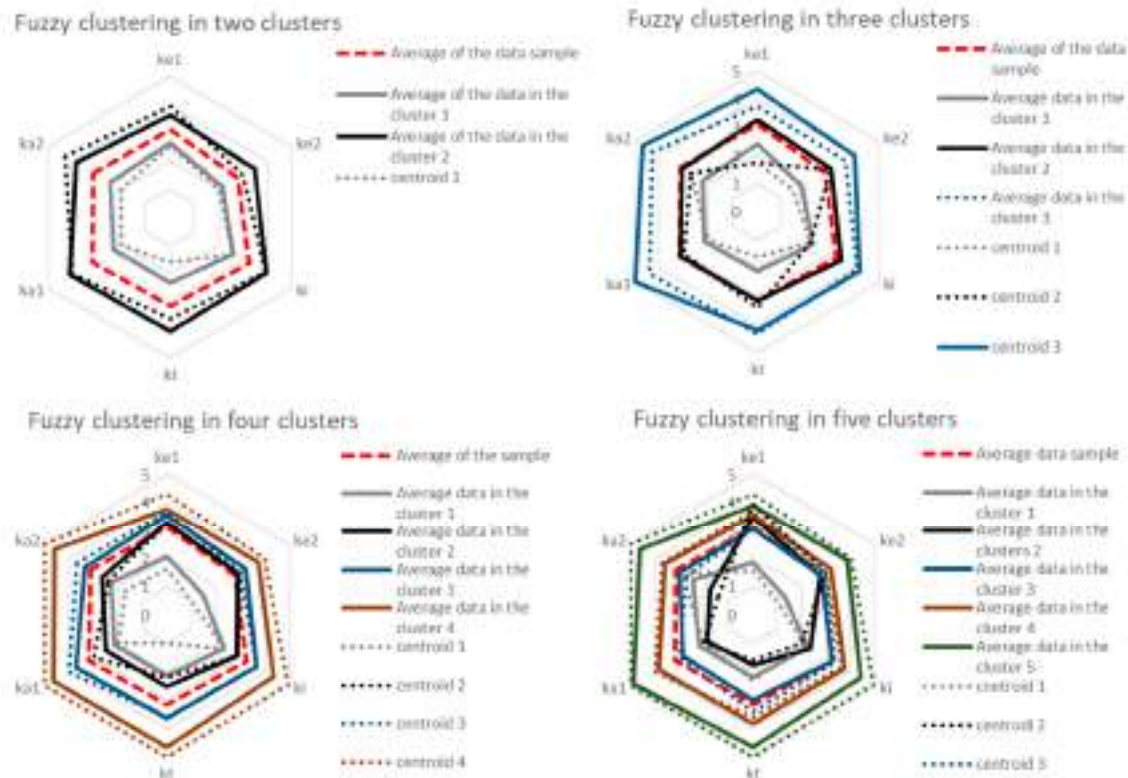 Fuzzy clustering in two clusters
ke1
ke2
ki
kt
ka1
ka2
Average of the data sample
Average of the data in the
cluster 1
Average of the data in the
cluster 2
centroid 1
Fuzzy clustering in three clusters
ke1
5
ke2
ki
kt
ka1
ka2
1
0
Average of the data
sample
Average data in the
cluster 1
Average data in the
cluster 2
Average data in the
cluster 3
centroid 1
centroid 2
centroid 3
Fuzzy clustering in four clusters
ke1
5
4
1
0
ke2
ki
kt
ka1
ka2
Average of the sample
Average data in the
cluster 1
Average data in the
cluster 2
Average data in the
cluster 3
Average data in the
cluster 4
centroid 1
centroid 2
centroid 3
centroid 4
Fuzzy clustering in five clusters
ke1
5
1
0
ke2
ki
kt
ka1
ka2
Average data sample
Average data in the
cluster 1
Average data in the
clusters 2
Average data in the
cluster 3
Average data in the
cluster 4
Average data in the
cluster 5
centroid 1
centroid 2
centroid 3